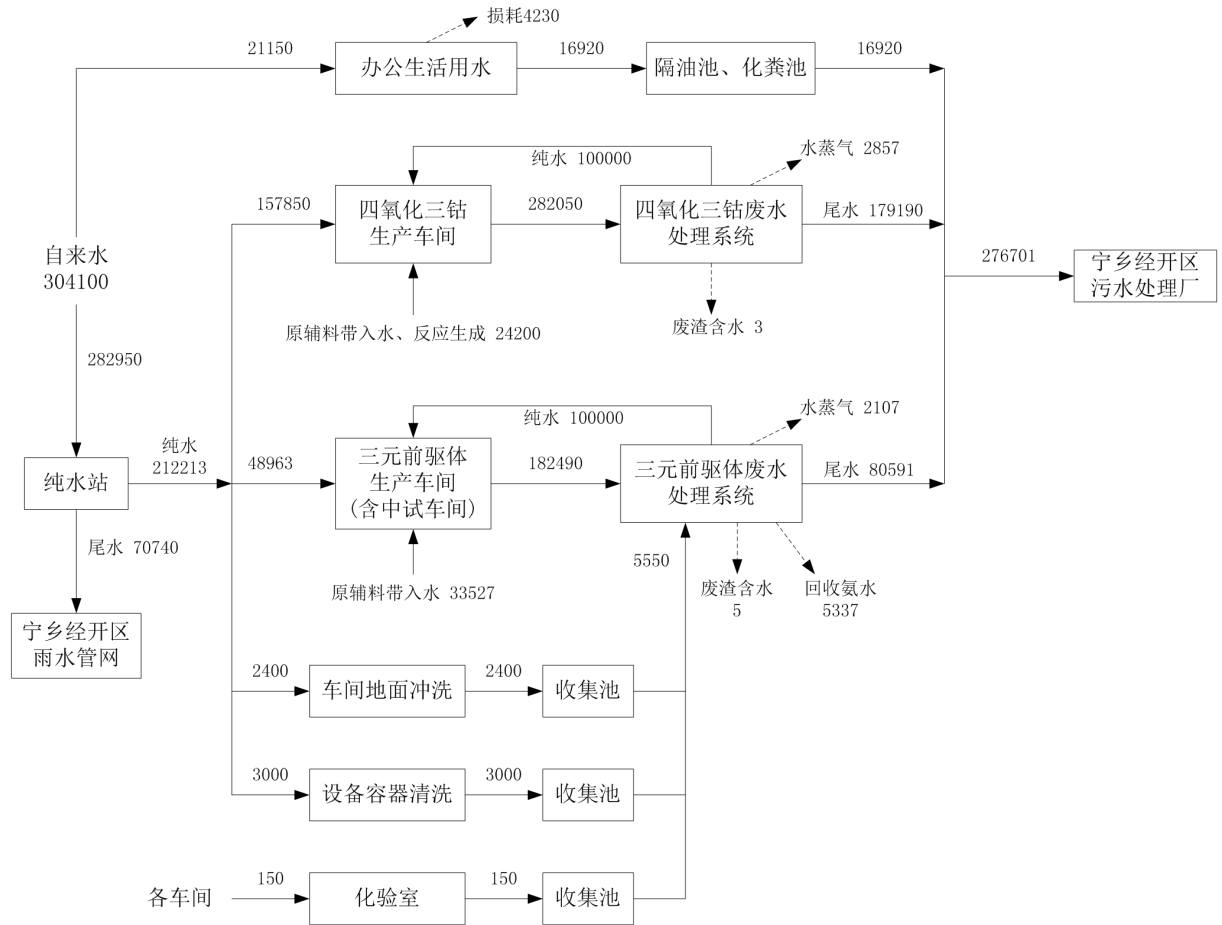 损耗4230
21150
办公生活用水
16920
隔油池、化粪池
16920
纯水 100000
水蒸气 2857
157850
四氧化三钴
生产车间
282050
四氧化三钴废水
处理系统
尾水 179190
自来水
304100
276701
宁乡经开区
污水处理厂
原辅料带入水、反应生成 24200
废渣含水 3
282950
纯水 100000
水蒸气 2107
纯水
212213
48963
三元前驱体
生产车间
(含中试车间)
182490
三元前驱体废水
处理系统
尾水 80591
纯水站
尾水 70740
5550
原辅料带入水 33527
废渣含水
5
回收氨水
5337
宁乡经开区
雨水管网
2400
车间地面冲洗
2400
收集池
3000
设备容器清洗
3000
收集池
各车间
150
化验室
150
收集池